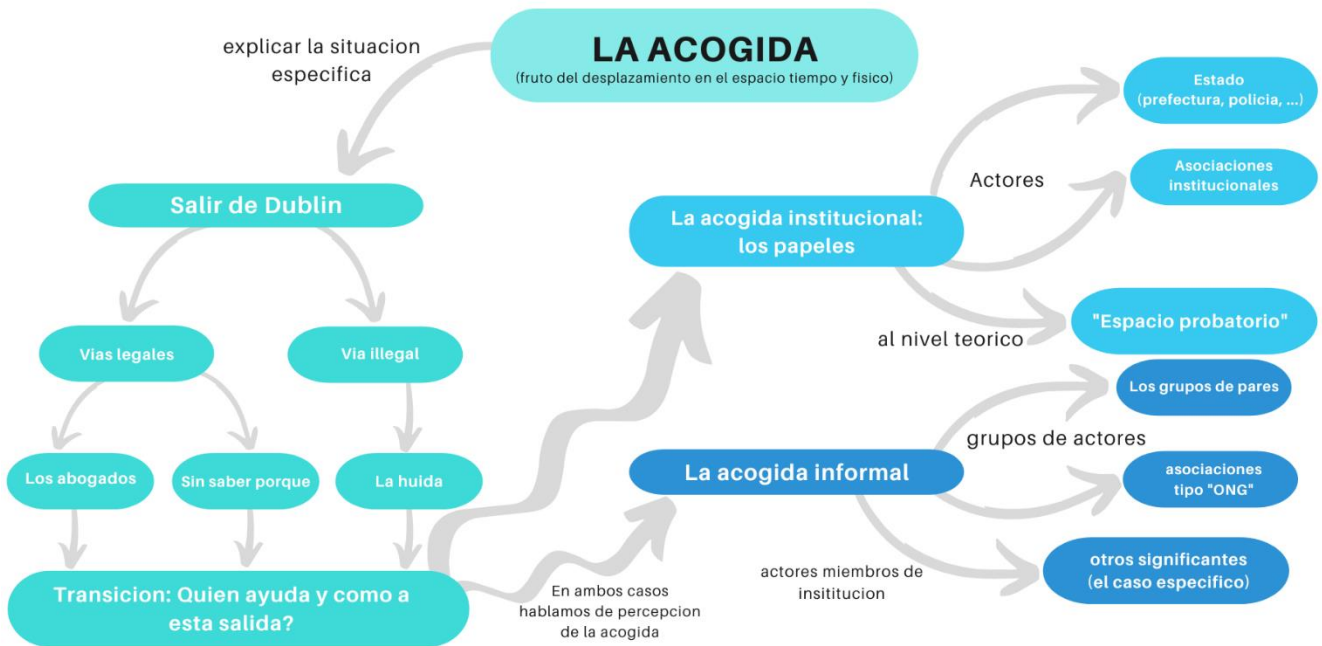 LA ACOGIDA
(fruto del desplazamiento en el espacio tiempo y fisico)
explicar la situacion
especifica
Salir de Dublin
Vias legales
Via illegal
Los abogados
Sin saber porque
La huida
Transicion: Quien ayuda y como a
esta salida?
En ambos casos
hablamos de percepcion
de la acogida
La acogida institucional:
los papeles
Actores
Estado
(prefectura, policia, ...)
Asociaciones
institucionales
al nivel teorico
"Espacio probatorio"
La acogida informal
grupos de actores
Los grupos de pares
asociaciones
tipo "ONG"
actores miembros de
insititucion
otros significantes
(el caso especifico)